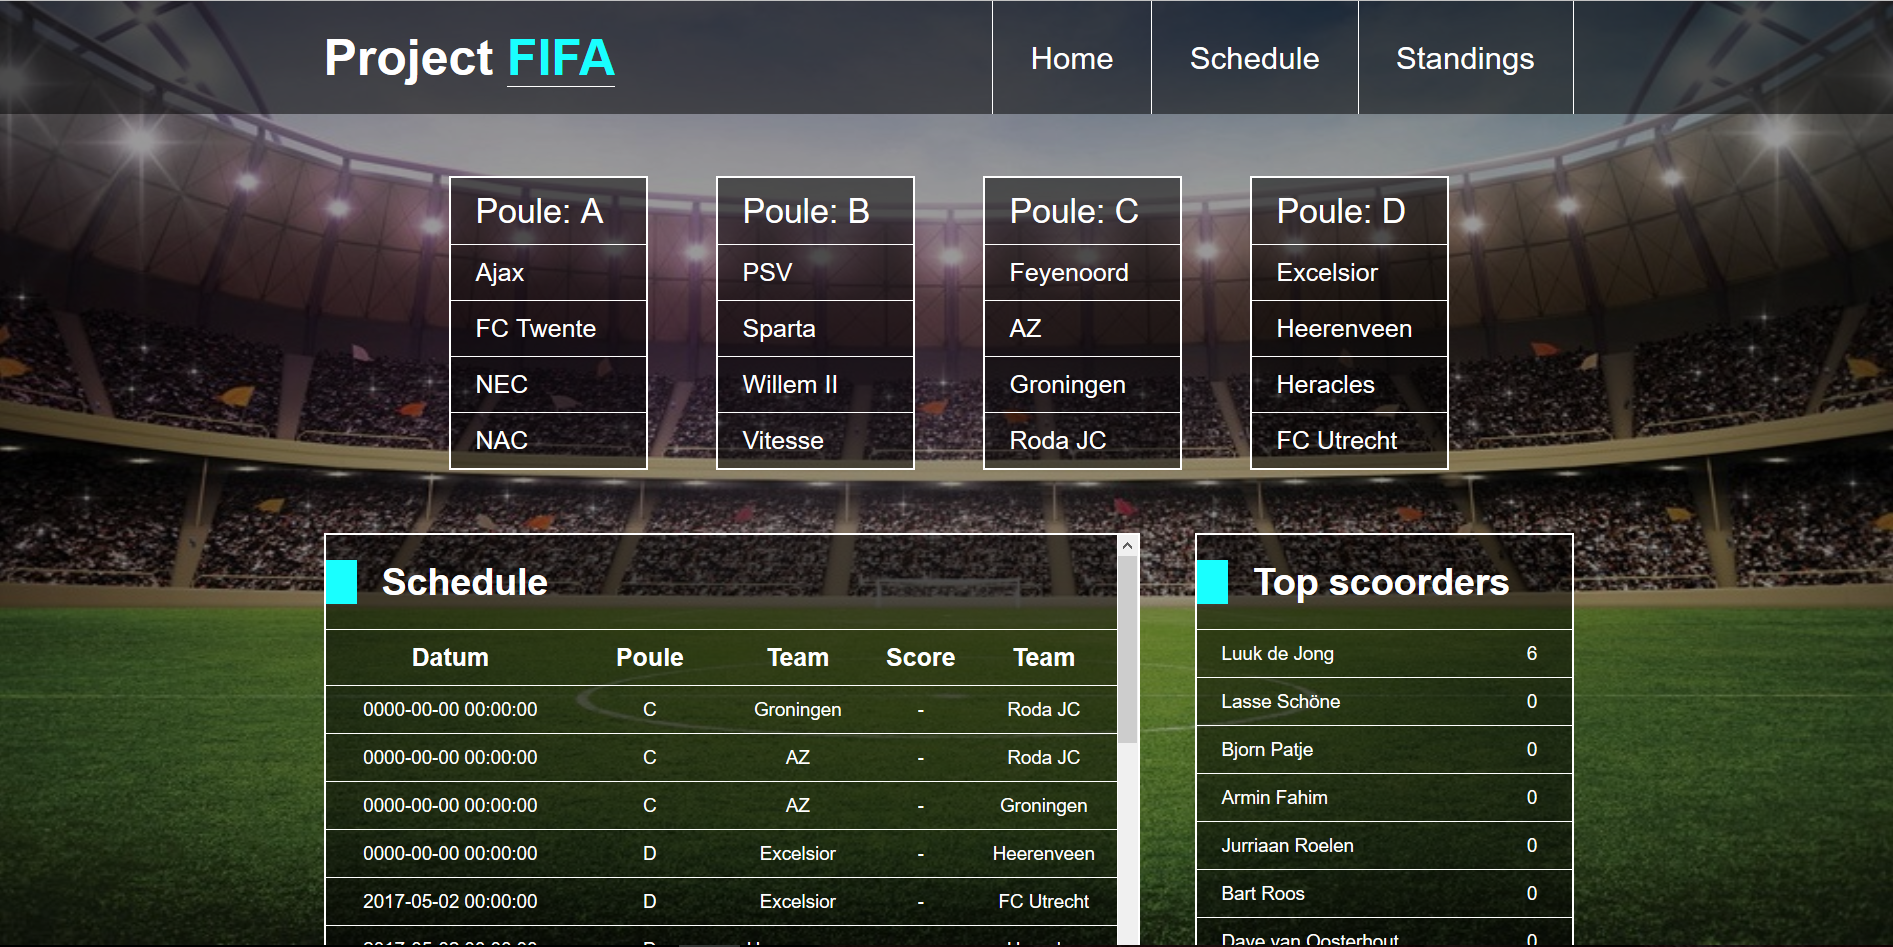 Project FIFA
Home Schedule Standings
Poule: A
Ajax
FC Twente
NEC
NAC
Poule: B
PSV
Sparta
Willem II
Vitesse
Poule: C
Feyenoord
AZ
Groningen
Roda JC
Poule: D
Excelsior
Heerenveen
Heracles
FC Utrecht
Schedule
Datum Poule Team Score Team
0000-00-00 00:00:00 C Groningen - Roda JC
0000-00-00 00:00:00 C AZ - Roda JC
0000-00-00 00:00:00 C AZ - Groningen
0000-00-00 00:00:00 D Excelsior - Heerenveen
2017-05-02 00:00:00 D Excelsior - FC Utrecht
Top scoorders
Luuk de Jong 6
Lasse Schöne 0
Bjorn Patje 0
Armin Fahim 0
Jurriaan Roelen 0
Bart Roos 0
Dave van Oosterhout 0